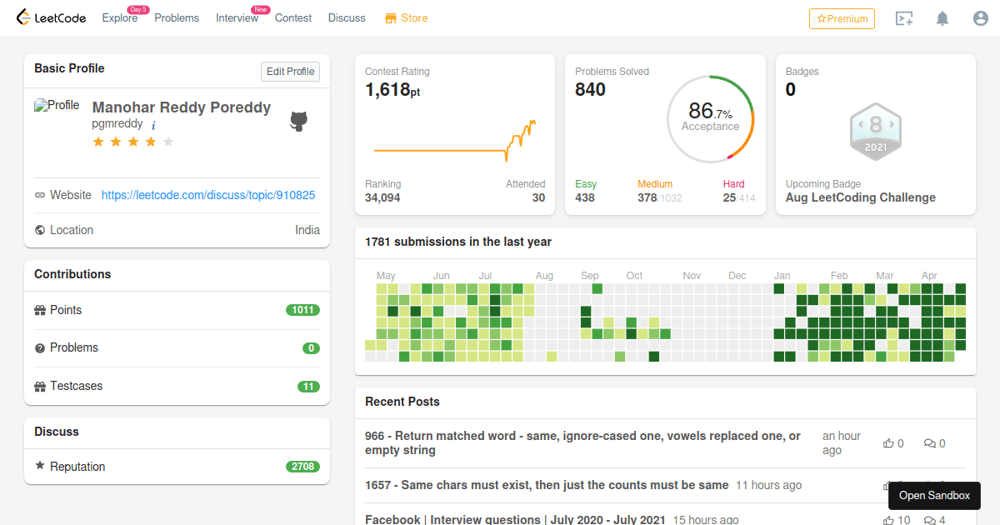 LeetCode
Explore
Day 5
Problems
Interview
New
Contest
Discuss
Store
Premium
Basic Profile
Edit Profile
Profile
Manohar Reddy Poreddy
pgmreddy i
Website https://leetcode.com/discuss/topic/910825
Location India
Contributions
Points 1011
Problems 0
Testcases 11
Discuss
Reputation 2708
Contest Rating
1,618pt
Ranking Attended
34,094 30
Problems Solved
840
86.7%
Acceptance
Easy Medium Hard
438 378/1032 25/414
Badges
0
8
2021
Upcoming Badge
Aug LeetCoding Challenge
1781 submissions in the last year
May Jun Jul Aug Sep Oct Nov Dec Jan Feb Mar Apr
Recent Posts
966 - Return matched word - same, ignore-cased one, vowels replaced one, or
empty string
an hour
ago
0 0
1657 - Same chars must exist, then just the counts must be same 11 hours ago
Open Sandbox
Facebook | Interview questions | July 2020 - July 2021 15 hours ago
10 4